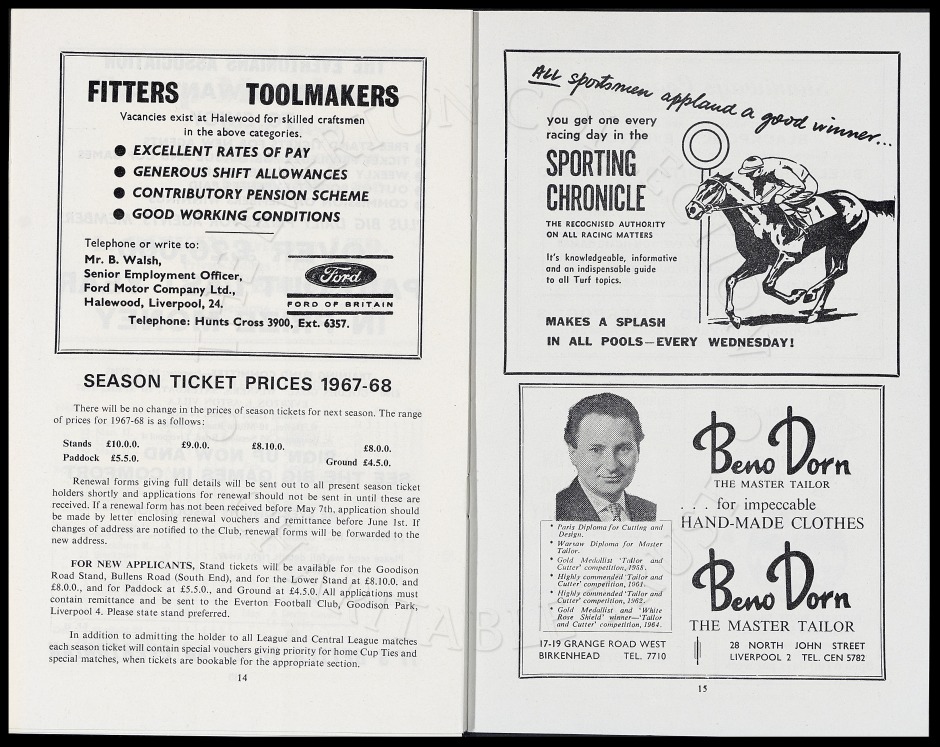 FITTERS TOOLMAKERS
Vacancies exist at Halewood for skilled craftsmen
in the above categories.
● EXCELLENT RATES OF PAY
● GENEROUS SHIFT ALLOWANCES
● CONTRIBUTORY PENSION SCHEME
● GOOD WORKING CONDITIONS
Telephone or write to:
Mr. B. Walsh,
Senior Employment Officer,
Ford Motor Company Ltd.,
Halewood, Liverpool, 24.
Ford
FORD OF BRITAIN
Telephone: Hunts Cross 3900, Ext. 6357.
SEASON TICKET PRICES 1967-68
There will be no change in the prices of season tickets for next season. The range
of prices for 1967-68 is as follows:
Stands £10.0.0. £9.0.0. £8.10.0. £8.0.0.
Paddock £5.5.0. Ground £4.5.0.
Renewal forms giving full details will be sent out to all present season ticket
holders shortly and applications for renewal should not be sent in until these are
received. If a renewal form has not been received before May 7th, application should
be made by letter enclosing renewal vouchers and remittance before June 1st. If
changes of address are notified to the Club, renewal forms will be forwarded to the
new address.
FOR NEW APPLICANTS, Stand tickets will be available for the Goodison
Road Stand, Bullens Road (South End), and for the Lower Stand at £8.10.0. and
£8.0.0., and for Paddock at £5.5.0., and Ground at £4.5.0. All applications must
contain remittance and be sent to the Everton Football Club, Goodison Park,
Liverpool 4. Please state stand preferred.
In addition to admitting the holder to all League and Central League matches
each season ticket will contain special vouchers giving priority for home Cup Ties and
special matches, when tickets are bookable for the appropriate section.
14
ALL sportsmen applaud a good winner...
you get one every
racing day in the
SPORTING
CHRONICLE
THE RECOGNISED AUTHORITY
ON ALL RACING MATTERS
It's knowledgeable, informative
and an indispensable guide
to all Turf topics.
1
MAKES A SPLASH
IN ALL POOLS—EVERY WEDNESDAY!
* Paris Diploma for Cutting and
Design.
* Warsaw Diploma for Master
Tailor.
* Gold Medallist 'Tailor and
Cutter' competition, 1958.
* Highly commended 'Tailor and
Cutter' competition, 1961.
* Highly commended 'Tailor and
Cutter' competition, 1962.
* Gold Medallist and 'White
Rose Shield' winner—'Tailor
and Cutter' competition, 1964.
17-19 GRANGE ROAD WEST
BIRKENHEAD TEL. 7710
Beno Dorn
THE MASTER TAILOR
. . . for impeccable
HAND-MADE CLOTHES
Beno Dorn
THE MASTER TAILOR
28 NORTH JOHN STREET
LIVERPOOL 2 TEL. CEN 5782
15